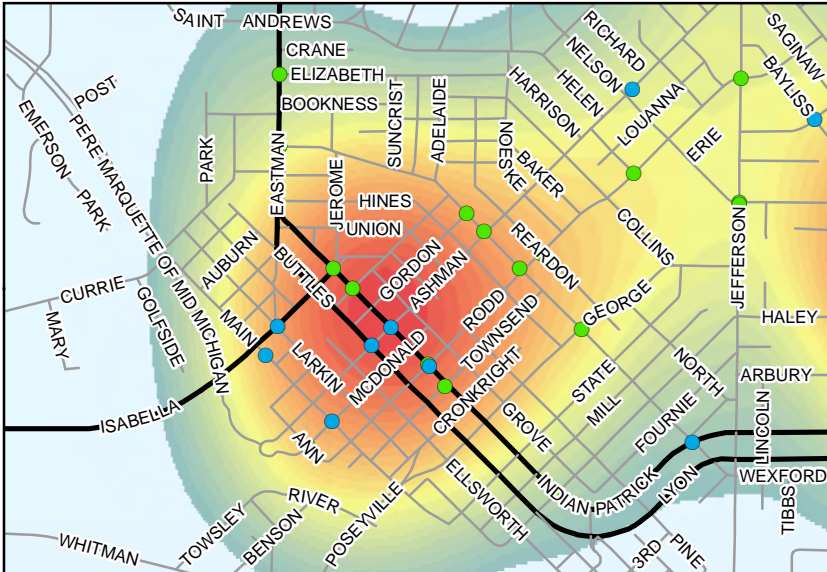 SAINT ANDREWS
CRANE
ELIZABETH
BOOKNESS
RICHARD
NELSON
HELEN
HARRISON
LOUANNA
ERIE
SAGINAW
BAYLISS
POST
EMERSON
PARK
PERE MARQUETTE OF MID MICHIGAN
PARK
EASTMAN
JEROME
SUNCRIST
ADELAIDE
BAKER
HINES
UNION
GORDON
ASHMAN
REARDON
COLLINS
JEFFERSON
AUBURN
BUTTLES
CURRIE
GOLFSIDE
MARY
MAIN
LARKIN
MCDONALD
RODD
TOWNSEND
CRONKRIGHT
GEORGE
HALEY
ISABELLA
ANN
STATE
MILL
NORTH
ARBURY
GROVE
FOURNIE
LINCOLN
ELLSWORTH
INDIAN
PATRICK
LYON
WEXFORD
TIBBS
RIVER
POSEYVILLE
BENSON
TOWSLEY
WHITMAN
3RD
PINE